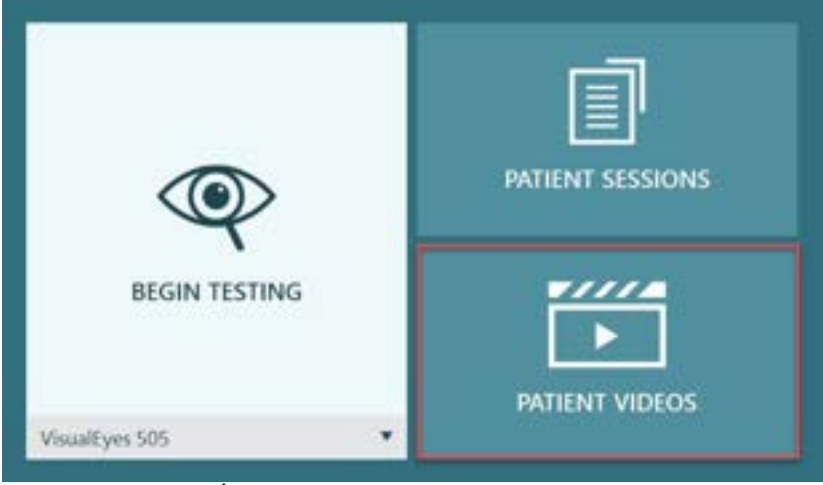 PATIENT SESSIONS
BEGIN TESTING
PATIENT VIDEOS
VisualEyes 505